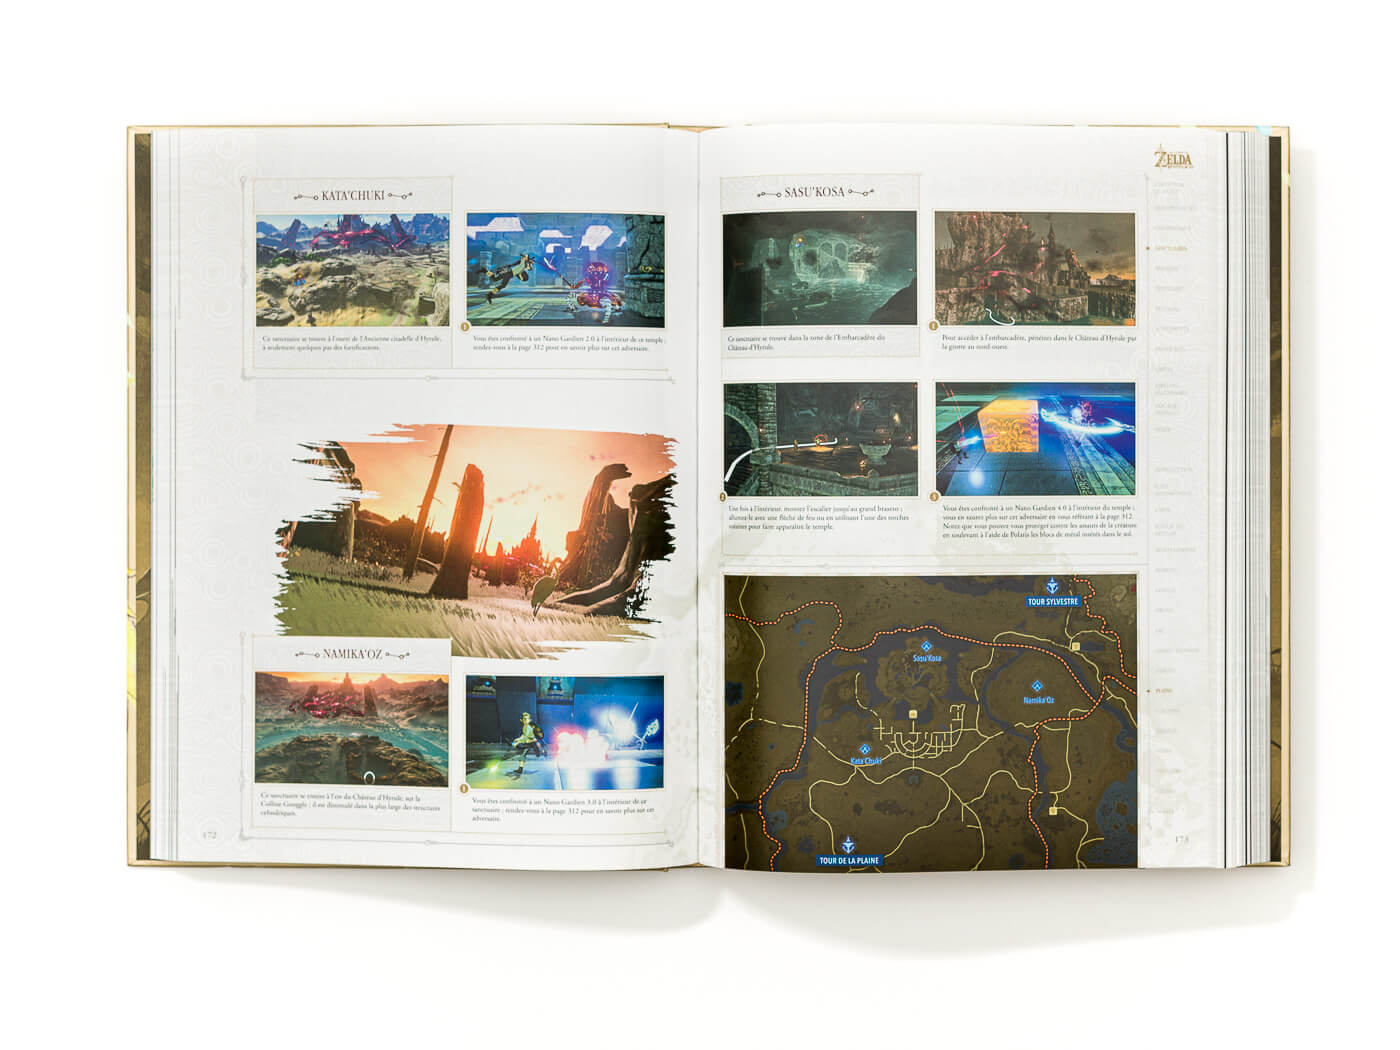 KATA'CHUKI
Ce sanctuaire se trouve à l'ouest de l'Ancienne citadelle d'Hyrule,
à seulement quelques pas des fortifications.
1
Vous êtes confronté à un Nano Gardien 2.0 à l'intérieur de ce temple ;
rendez-vous à la page 312 pour en savoir plus sur cet adversaire.
NAMIKA'OZ
Ce sanctuaire se trouve à l'est du Château d'Hyrule, sur la
Colline Gonggle ; il est dissimulé dans la plus large des structures
cylindriques.
1
Vous êtes confronté à un Nano Gardien 3.0 à l'intérieur de ce
sanctuaire ; rendez-vous à la page 312 pour en savoir plus sur cet
adversaire.
172
ZELDA
SASU'KOSA
Ce sanctuaire se trouve dans la zone de l'Embarcadère du
Château d'Hyrule.
1
Pour accéder à l'embarcadère, pénétrez dans le Château d'Hyrule par
la grotte au nord-ouest.
2
Une fois à l'intérieur, montez l'escalier jusqu'au grand brasero ;
allumez-le avec une flèche de feu ou en utilisant l'une des torches
voisines pour faire apparaître le temple.
3
Vous êtes confronté à un Nano Gardien 4.0 à l'intérieur du temple ;
vous en saurez plus sur cet adversaire en vous référant à la page 312.
Notez que vous pouvez vous protéger contre les assauts de la créature
en soulevant à l'aide de Polaris les blocs de métal insérés dans le sol.
TOUR SYLVESTRE
Sasu'Kosa
Namika'Oz
Kata'Chuki
TOUR DE LA PLAINE
SANCTUAIRES
PLAINE
173